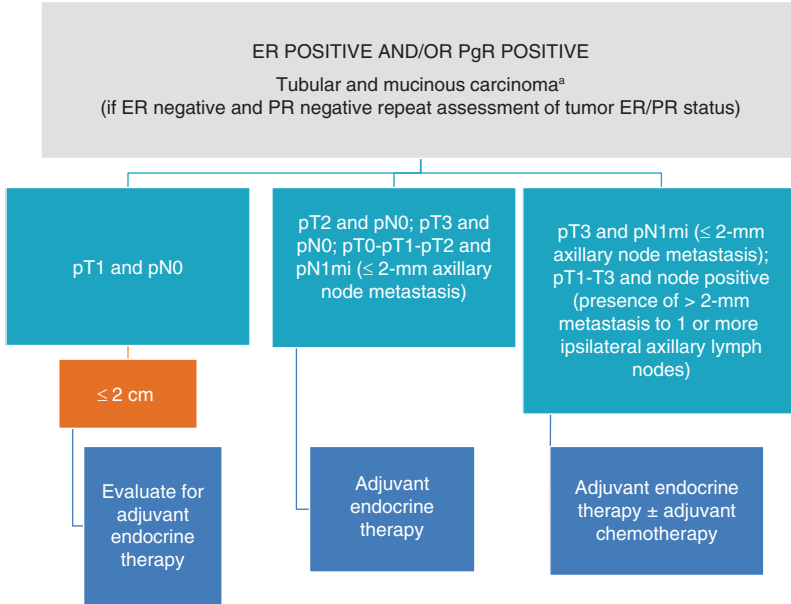 ER POSITIVE AND/OR PgR POSITIVE
Tubular and mucinous carcinomaᵃ
(if ER negative and PR negative repeat assessment of tumor ER/PR status)
pT1 and pN0
≤ 2 cm
Evaluate for
adjuvant
endocrine
therapy
pT2 and pN0; pT3 and
pN0; pT0-pT1-pT2 and
pN1mi (≤ 2-mm axillary
node metastasis)
Adjuvant
endocrine
therapy
pT3 and pN1mi (≤ 2-mm
axillary node metastasis);
pT1-T3 and node positive
(presence of > 2-mm
metastasis to 1 or more
ipsilateral axillary lymph
nodes)
Adjuvant endocrine
therapy ± adjuvant
chemotherapy